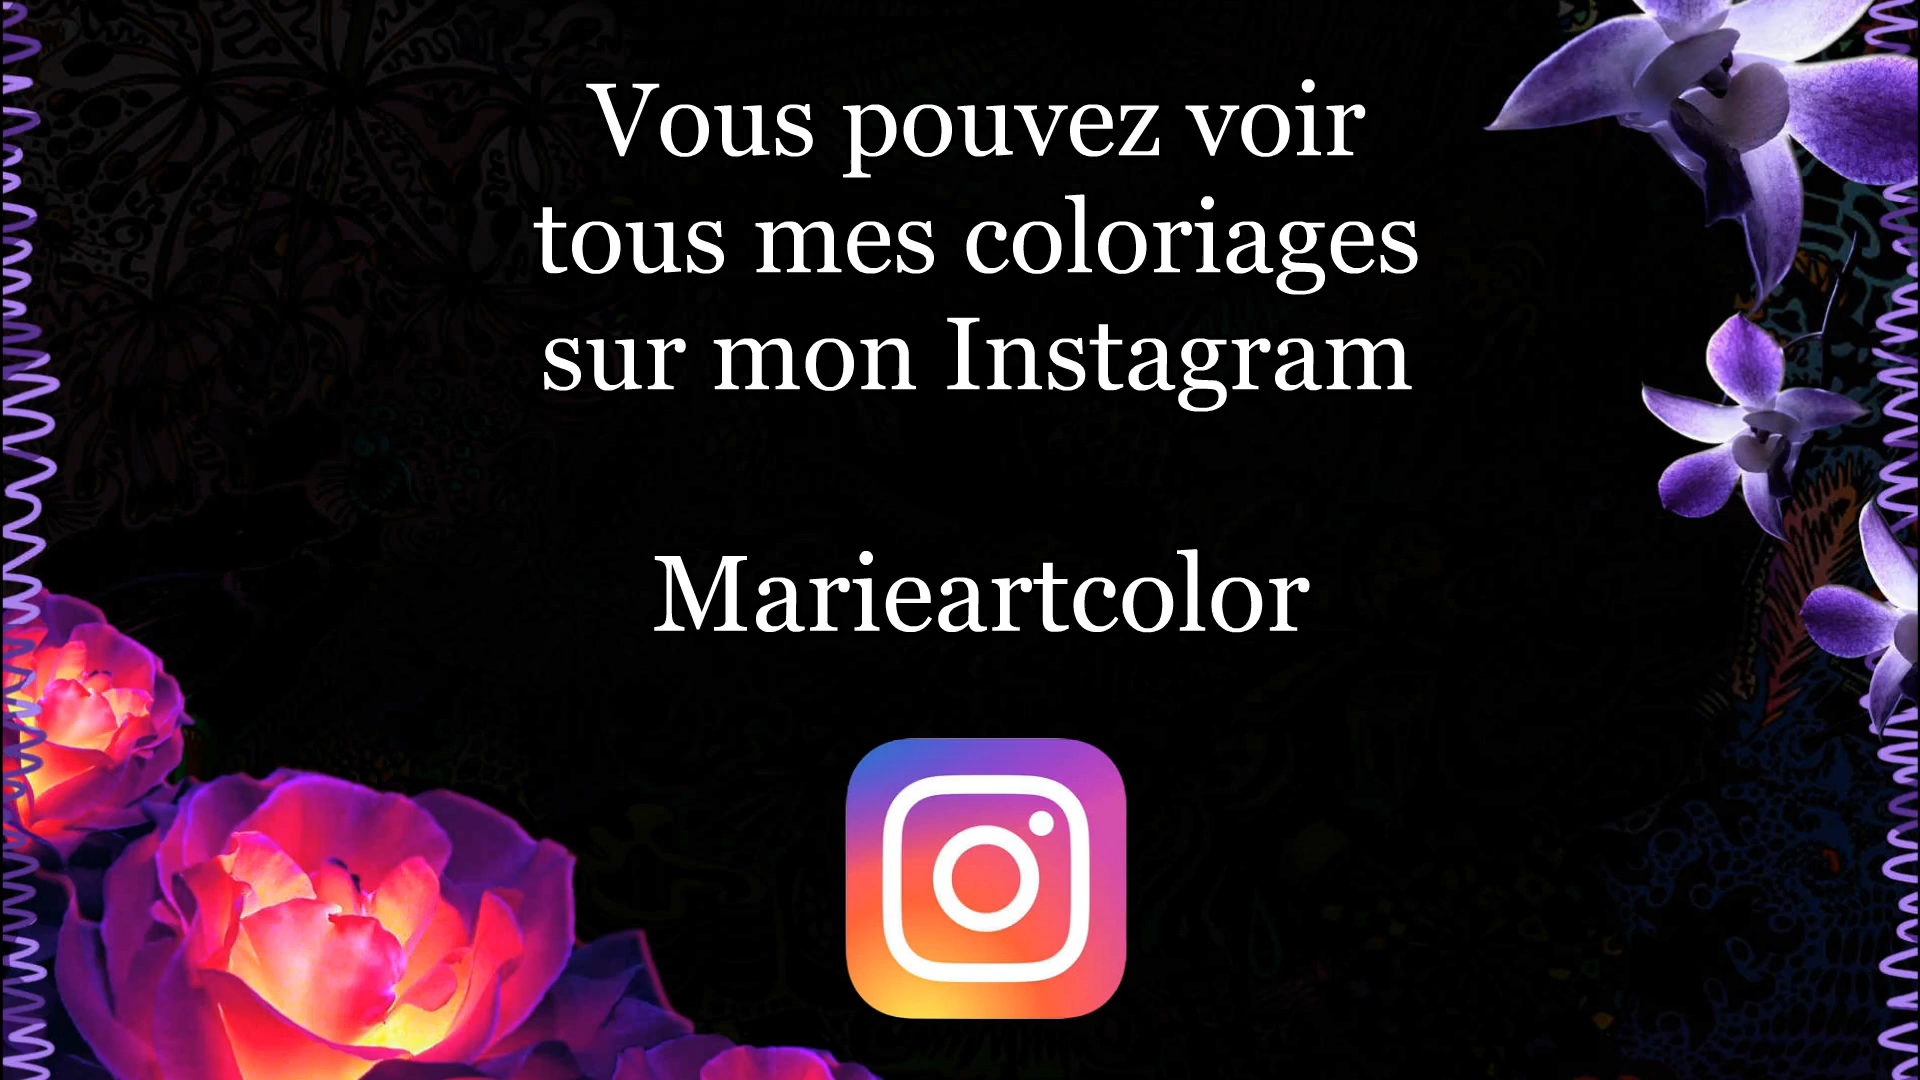 Vous pouvez voir
tous mes coloriages
sur mon Instagram
Marieartcolor